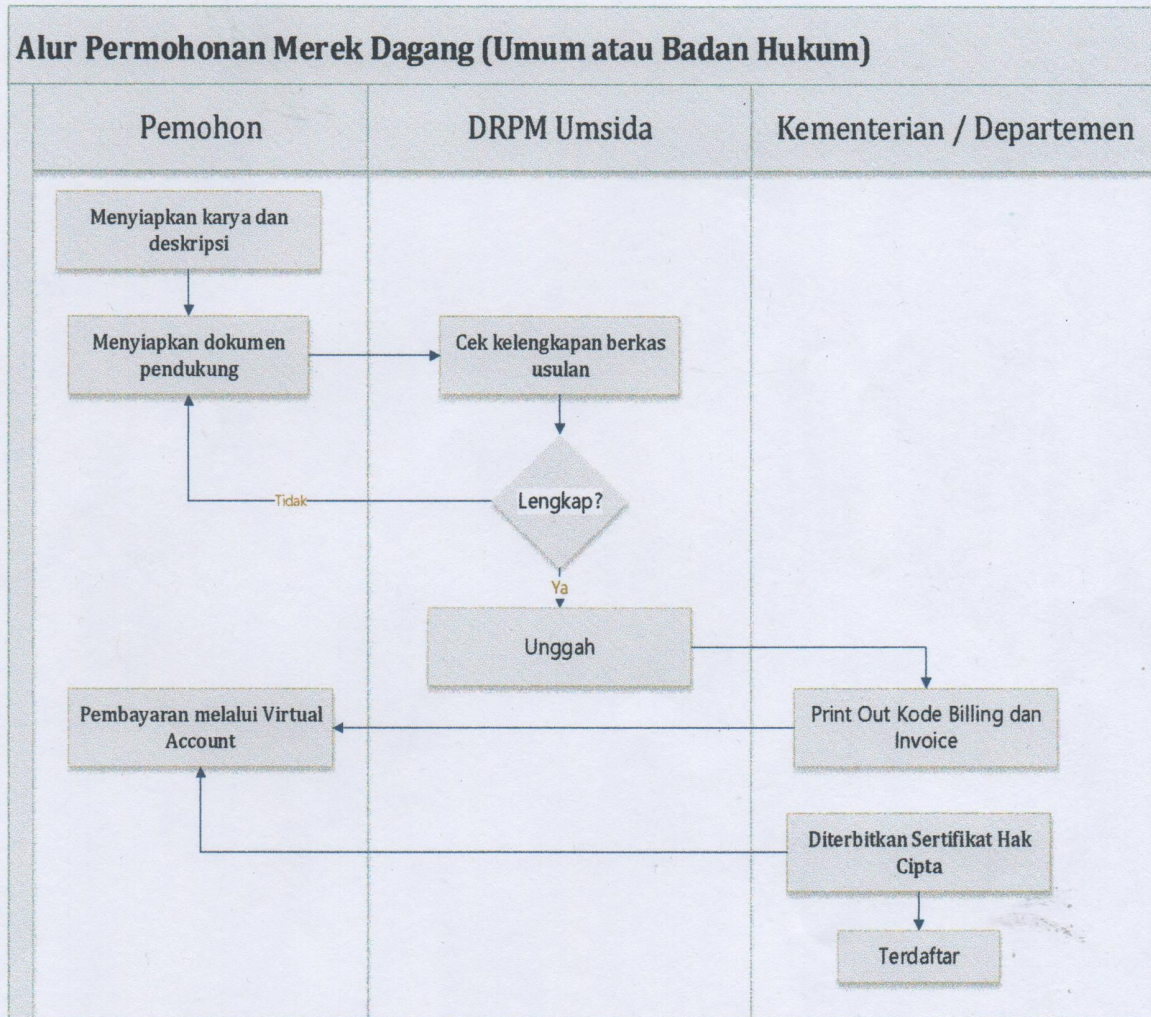 Alur Permohonan Merek Dagang (Umum atau Badan Hukum)
Pemohon
DRPM Umsida
Kementerian / Departemen
Menyiapkan karya dan
deskripsi
Menyiapkan dokumen
pendukung
Cek kelengkapan berkas
usulan
Lengkap?
Tidak
Ya
Unggah
Pembayaran melalui Virtual
Account
Print Out Kode Billing dan
Invoice
Diterbitkan Sertifikat Hak
Cipta
Terdaftar